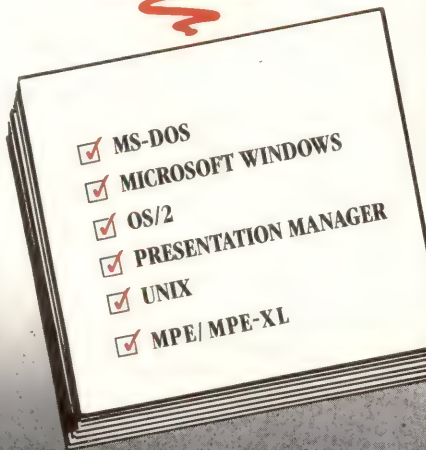 MS-DOS
MICROSOFT WINDOWS
OS/2
PRESENTATION MANAGER
UNIX
MPE/ MPE-XL